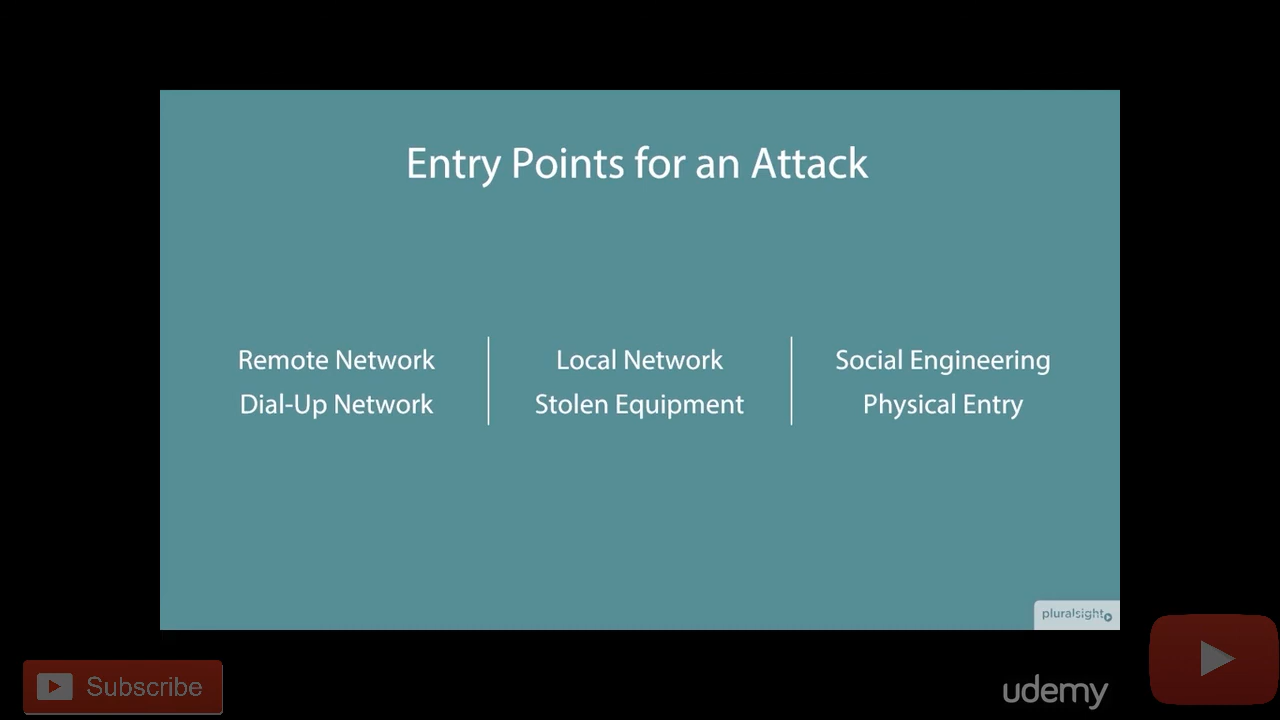 Entry Points for an Attack
Remote Network
Dial-Up Network
Local Network
Stolen Equipment
Social Engineering
Physical Entry
pluralsight
Subscribe
udemy